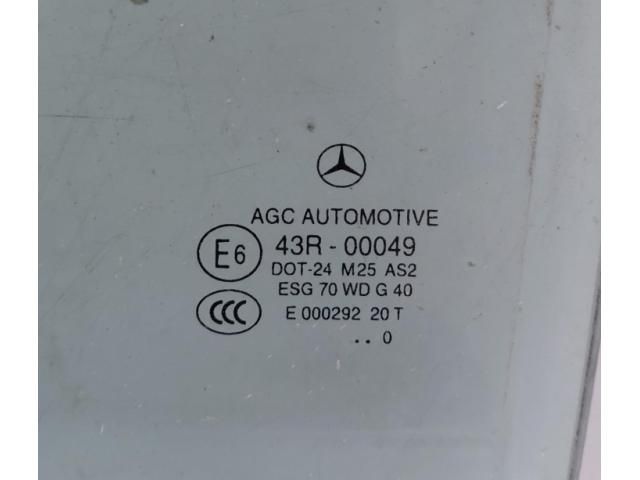 AGC AUTOMOTIVE
E6 43R - 00049
DOT-24 M25 AS2
ESG 70 WD G 40
CCC E 000292 20 T
.. 0